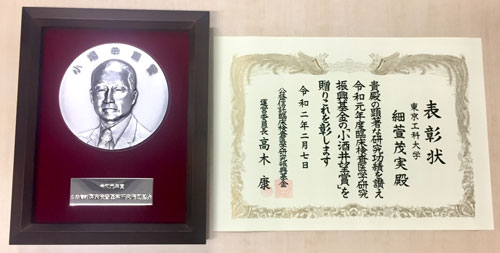 小酒井望賞
令和元年度
表彰状
東京工科大学
細萱茂実殿
貴殿の顕著な研究功績を讃え
令和元年度臨床検査医学研究
振興基金の「小酒井望賞」を
贈りこれを彰します
令和二年二月七日
公益信託臨床検査医学研究振興基金
運営委員長 高木 康